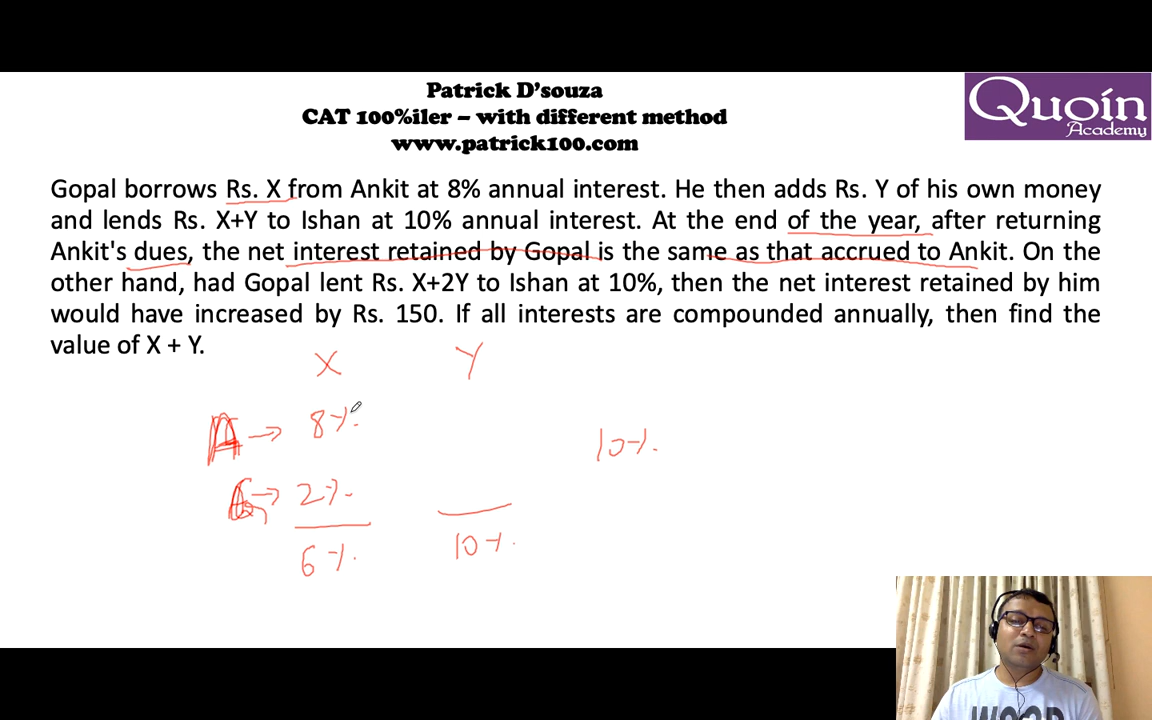 Patrick D'souza
CAT 100%iler – with different method
www.patrick100.com
Quoin
Academy
Gopal borrows Rs. X from Ankit at 8% annual interest. He then adds Rs. Y of his own money
and lends Rs. X+Y to Ishan at 10% annual interest. At the end of the year, after returning
Ankit's dues, the net interest retained by Gopal is the same as that accrued to Ankit. On the
other hand, had Gopal lent Rs. X+2Y to Ishan at 10%, then the net interest retained by him
would have increased by Rs. 150. If all interests are compounded annually, then find the
value of X + Y.
X Y
A → 8%.
10%.
G → 2%.
6%. 10%.